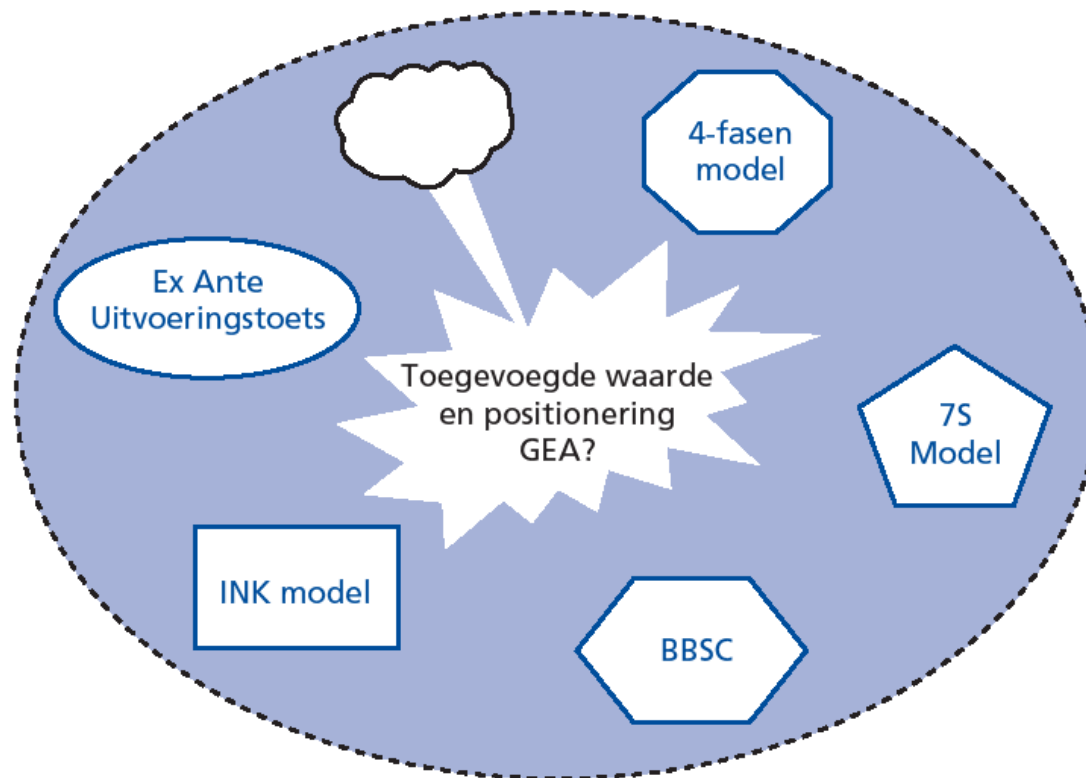 4-fasen
model
Ex Ante
Uitvoeringstoets
Toegevoegde waarde
en positionering
GEA?
7S
Model
INK model
BBSC